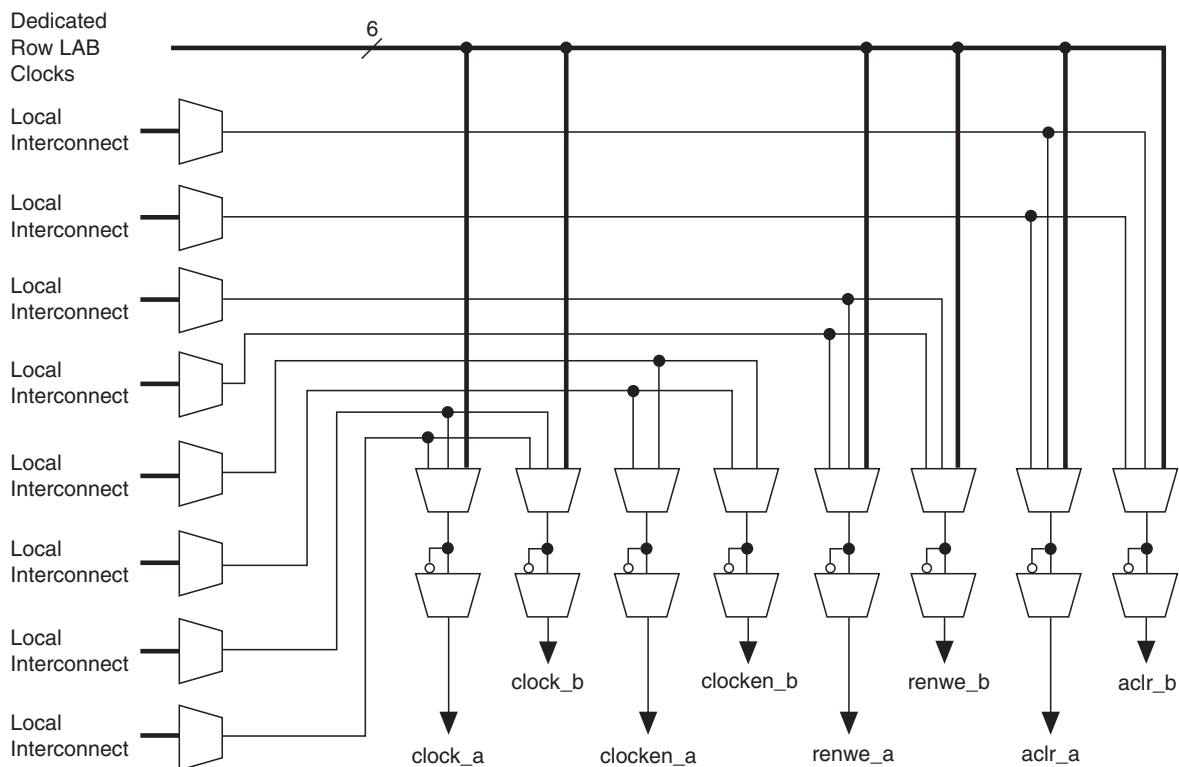 Dedicated
Row LAB
Clocks
6
Local
Interconnect
Local
Interconnect
Local
Interconnect
Local
Interconnect
Local
Interconnect
Local
Interconnect
Local
Interconnect
Local
Interconnect
clock_b
clocken_b
renwe_b
aclr_b
clock_a
clocken_a
renwe_a
aclr_a